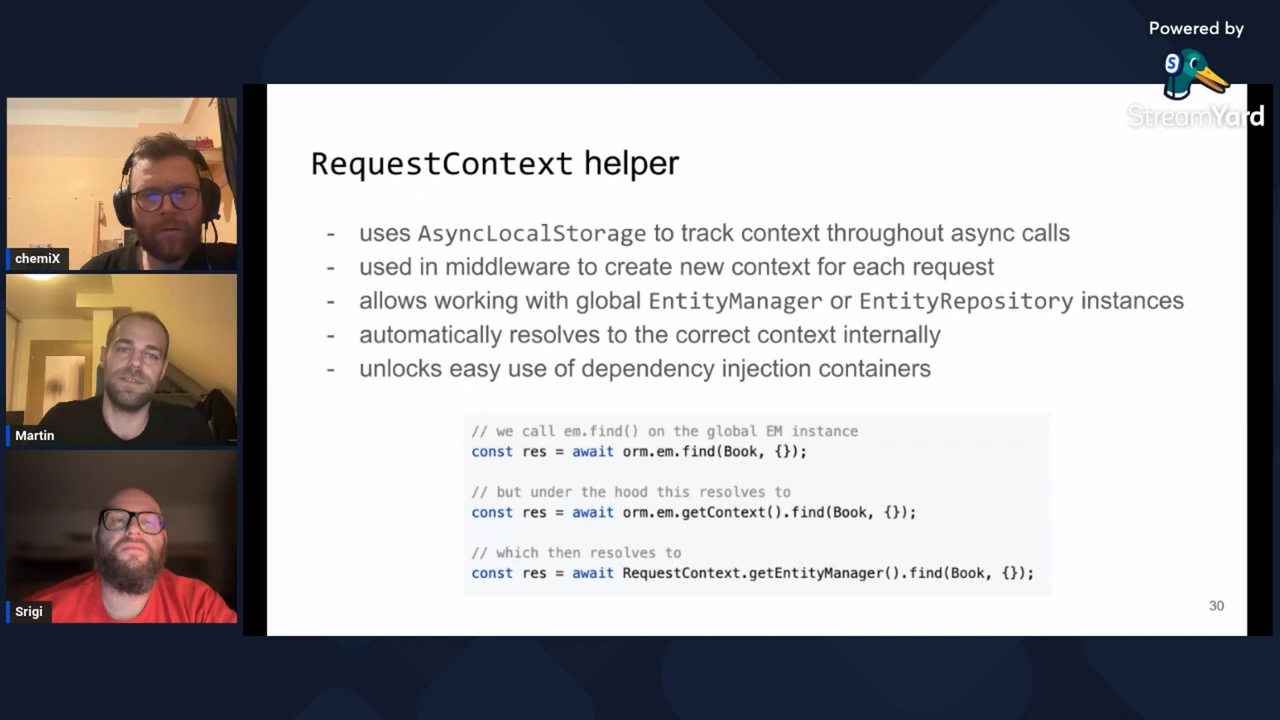 Powered by
S
StreamYard
chemiX
Martin
Srigi
RequestContext helper
- uses AsyncLocalStorage to track context throughout async calls
- used in middleware to create new context for each request
- allows working with global EntityManager or EntityRepository instances
- automatically resolves to the correct context internally
- unlocks easy use of dependency injection containers
// we call em.find() on the global EM instance
const res = await orm.em.find(Book, {});
// but under the hood this resolves to
const res = await orm.em.getContext().find(Book, {});
// which then resolves to
const res = await RequestContext.getEntityManager().find(Book, {});
30